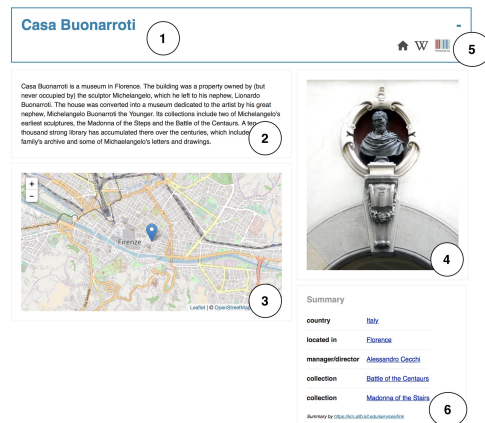 Casa Buonarroti
-
1
5
Casa Buonarroti is a museum in Florence. The building was a property owned by (but
never occupied by) the sculptor Michelangelo, which he left to his nephew, Lionardo
Buonarroti. The house was converted into a museum dedicated to the artist by his great
nephew, Michelangelo Buonarroti the Younger. Its collections include two of Michelangelo's
earliest sculptures, the Madonna of the Steps and the Battle of the Centaurs. A
thousand strong library has accumulated there over the centuries, which
family's archive and some of Michaelangelo's letters and drawings.
2
+
-
Firenze
Leaflet | © OpenStreetMap
3
4
Summary
country Italy
located in Florence
manager/director Alessandro Cecchi
collection Battle of the Centaurs
collection Madonna of the Stairs
Summary by
6